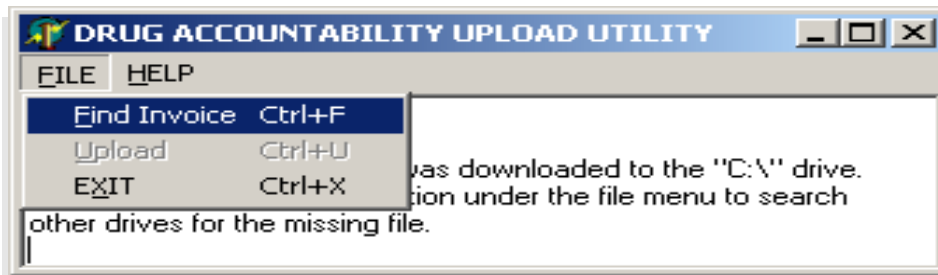 DRUG ACCOUNTABILITY UPLOAD UTILITY
FILE HELP
Find Invoice Ctrl+F
Upload Ctrl+U
EXIT Ctrl+X
was downloaded to the "C:\" drive.
under the file menu to search
other drives for the missing file.